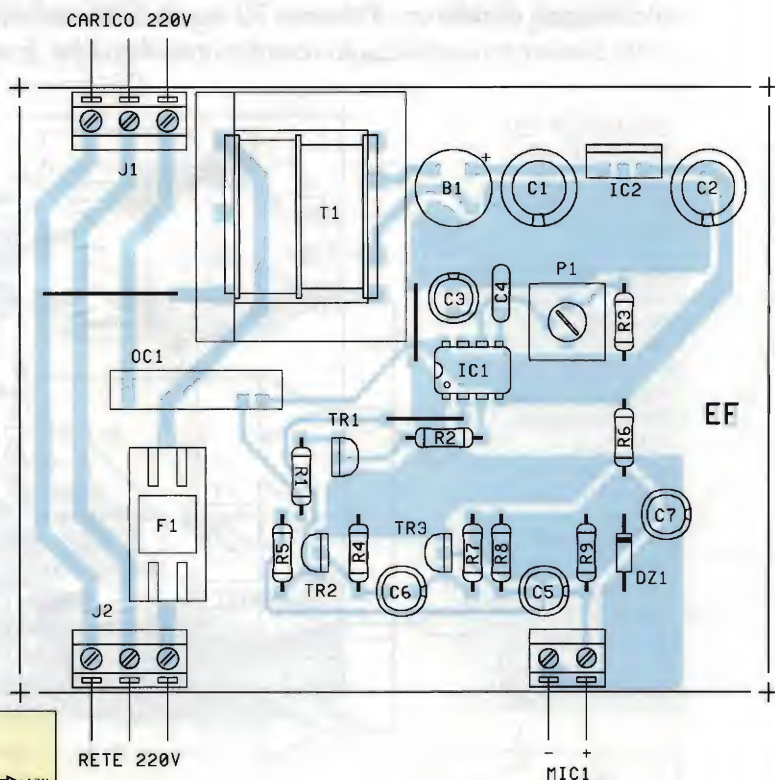 CARICO 220V
J1
T1
B1
+
C1
IC2
C2
C3
C4
P1
R3
IC1
OC1
TR1
R2
R1
R6
EF
F1
C7
R5
TR2
R4
TR3
R7
R8
R9
DZ1
C6
C5
J2
RETE 220V
- +
MIC1